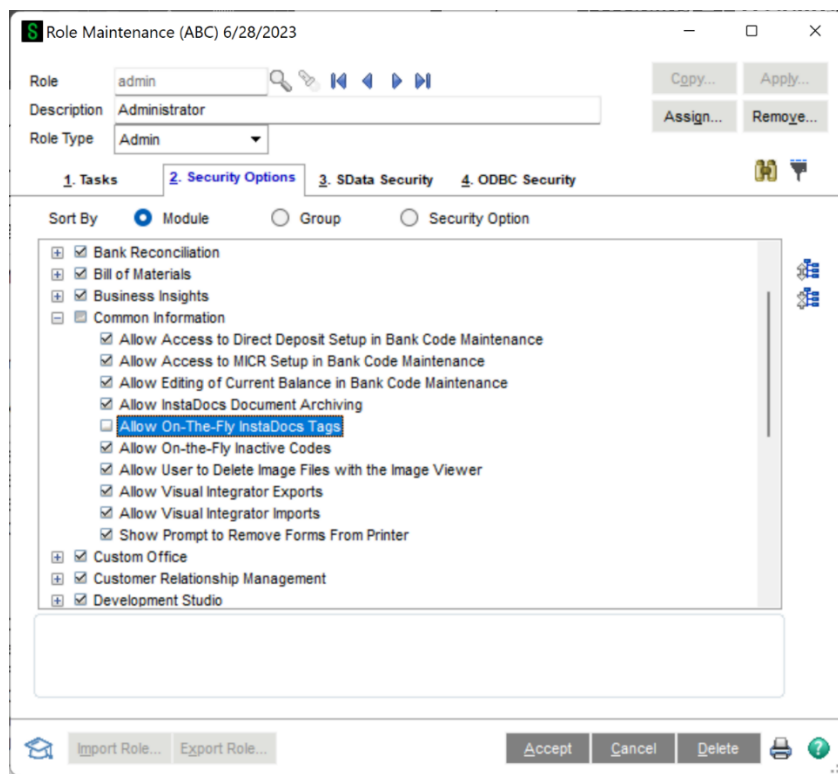 S Role Maintenance (ABC) 6/28/2023
Role admin Copy... Apply...
Description Administrator Assign... Remove...
Role Type Admin
1. Tasks 2. Security Options 3. SData Security 4. ODBC Security
Sort By Module Group Security Option
Bank Reconciliation
Bill of Materials
Business Insights
Common Information
Allow Access to Direct Deposit Setup in Bank Code Maintenance
Allow Access to MICR Setup in Bank Code Maintenance
Allow Editing of Current Balance in Bank Code Maintenance
Allow InstaDocs Document Archiving
Allow On-The-Fly InstaDocs Tags
Allow On-the-Fly Inactive Codes
Allow User to Delete Image Files with the Image Viewer
Allow Visual Integrator Exports
Allow Visual Integrator Imports
Show Prompt to Remove Forms From Printer
Custom Office
Customer Relationship Management
Development Studio
Import Role... Export Role... Accept Cancel Delete ?